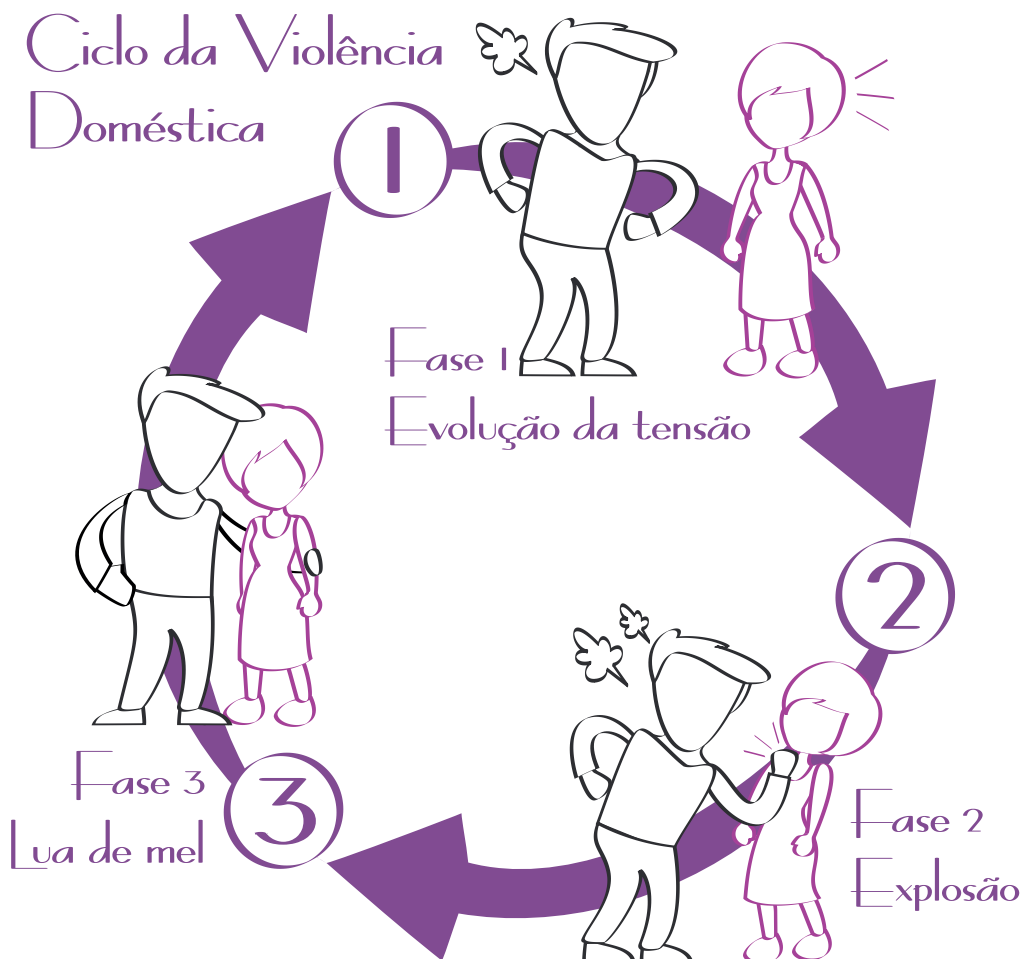 Ciclo da Violência
Doméstica
1
Fase 1
Evolução da tensão
2
Fase 2
Explosão
3
Fase 3
Lua de mel